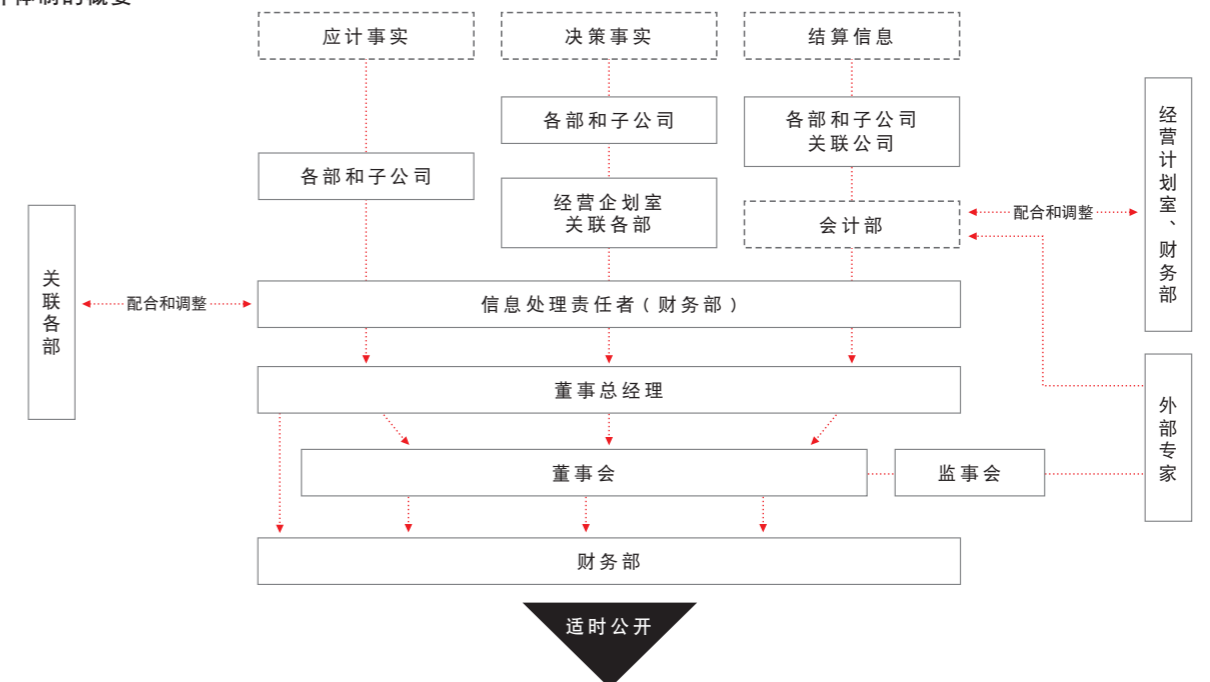 体制的概要
应计事实
决策事实
结算信息
各部和子公司
各部和子公司
关联公司
各部和子公司
经营企划室
关联各部
会计部
配合和调整
经营计划室、财务部
关联各部
配合和调整
信息处理责任者（财务部）
董事总经理
外部专家
董事会
监事会
财务部
适时公开